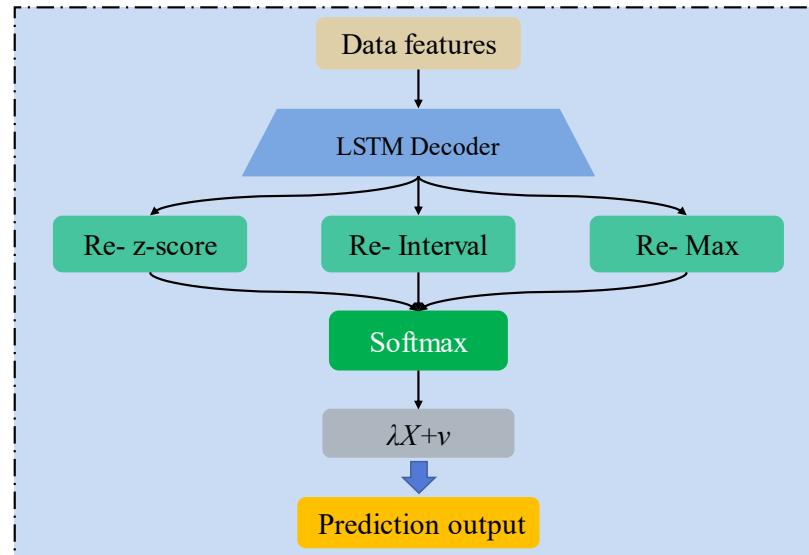 Data features
LSTM Decoder
Re- z-score
Re- Interval
Re- Max
Softmax
λX+v
Prediction output